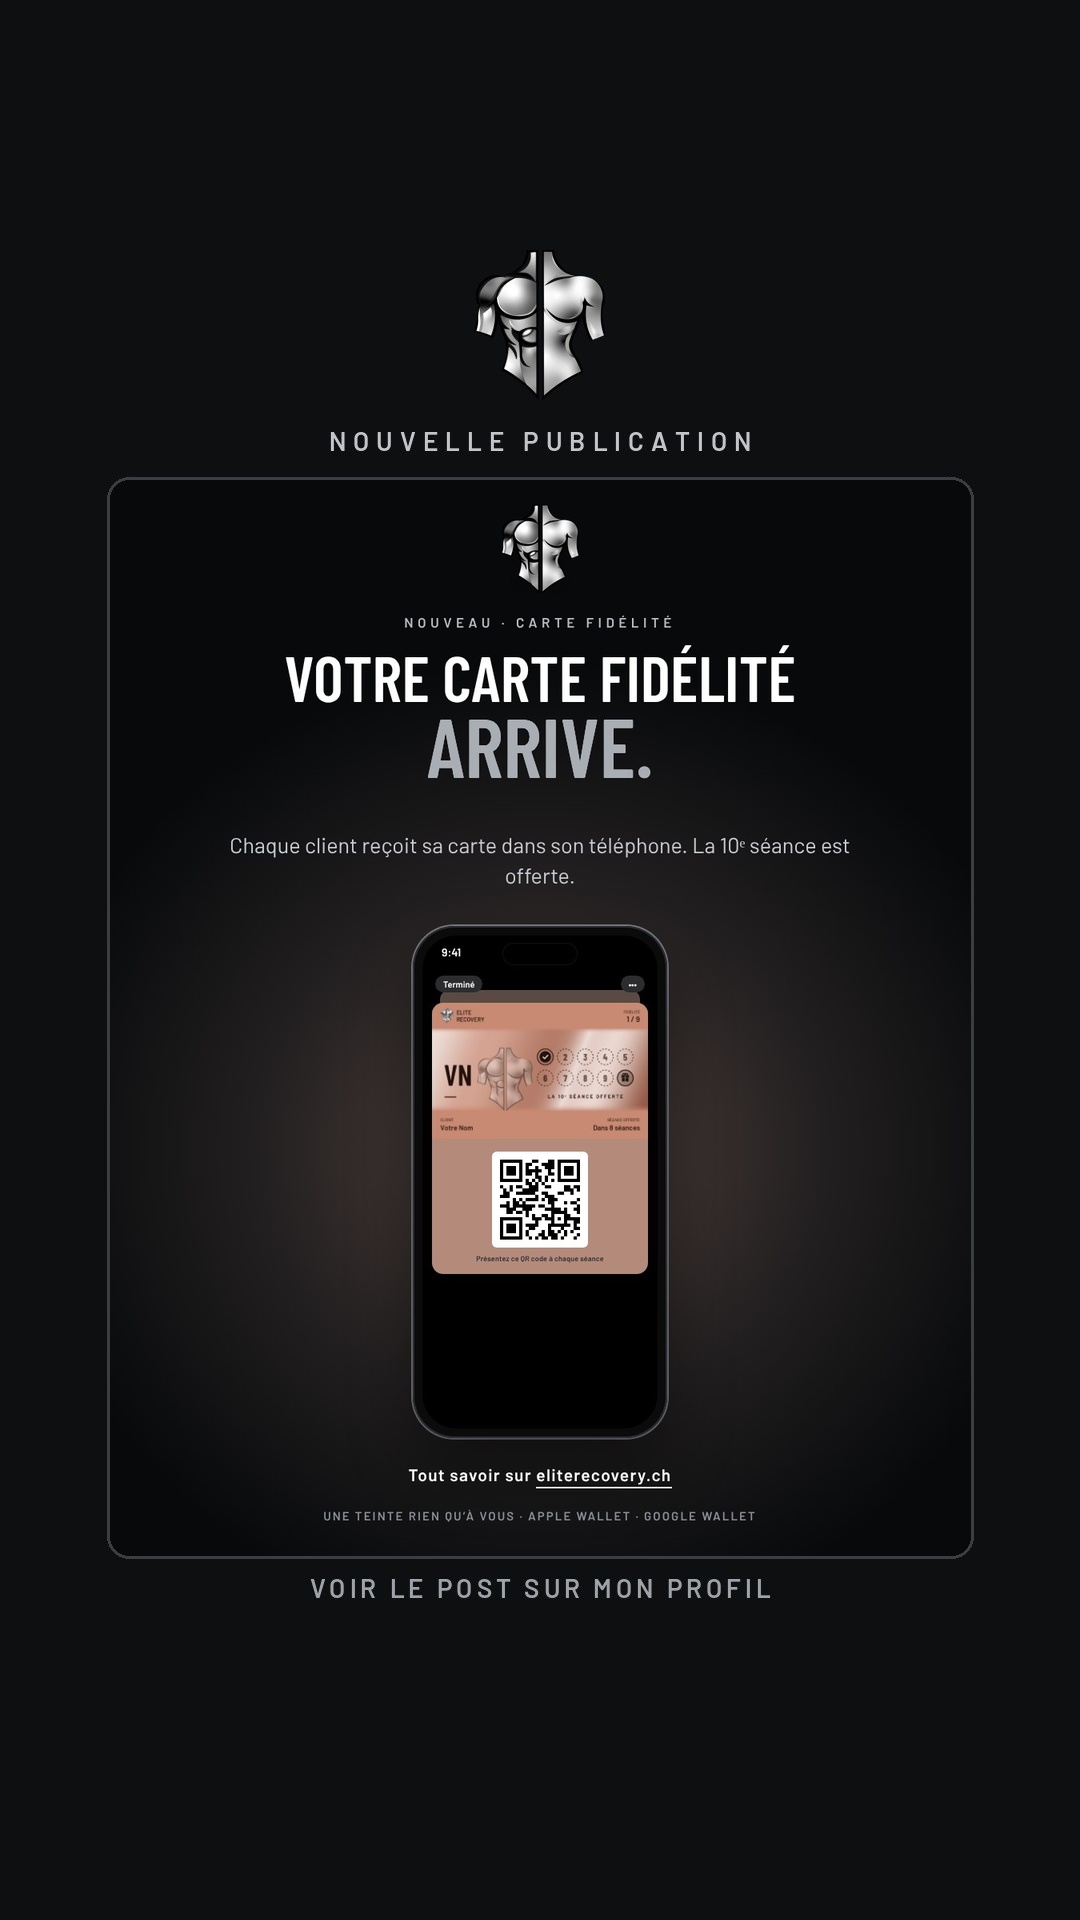 NOUVELLE PUBLICATION
NOUVEAU · CARTE FIDÉLITÉ
VOTRE CARTE FIDÉLITÉ
ARRIVE.
Chaque client reçoit sa carte dans son téléphone. La 10ᵉ séance est
offerte.
9:41
Terminé
ELITE
RECOVERY
FIDÉLITÉ
1 / 9
VN
2 3 4 5
6 7 8 9
LA 10ᵉ SÉANCE OFFERTE
CLIENT
Votre Nom
SÉANCE OFFERTE
Dans 8 séances
Présentez ce QR code à chaque séance
Tout savoir sur eliterecovery.ch
UNE TEINTE RIEN QU'À VOUS · APPLE WALLET · GOOGLE WALLET
VOIR LE POST SUR MON PROFIL